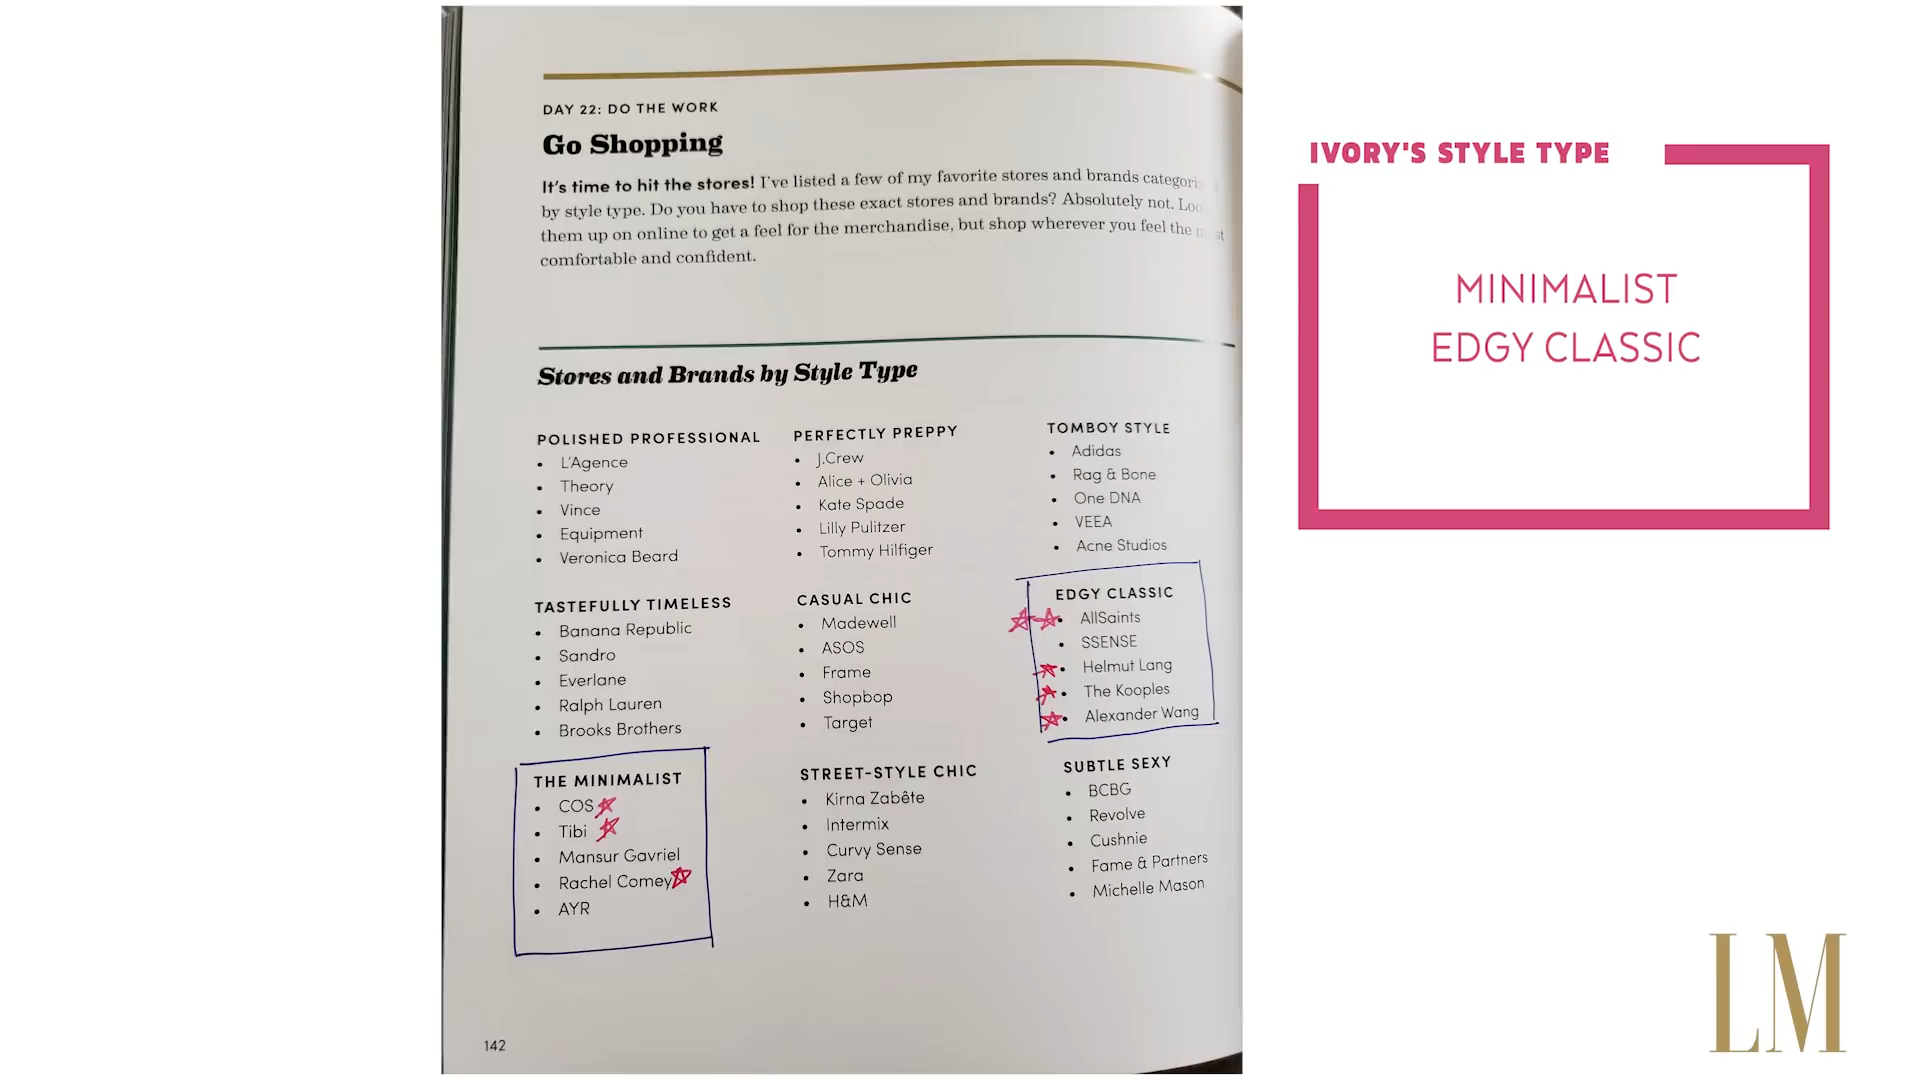 DAY 22: DO THE WORK
Go Shopping
It's time to hit the stores! I've listed a few of my favorite stores and brands
by style type. Do you have to shop these exact stores and brands? Absolutely not.
them up on online to get a feel for the merchandise, but shop wherever you feel the
comfortable and confident.
Stores and Brands by Style Type
POLISHED PROFESSIONAL
• L'Agence
• Theory
• Vince
• Equipment
• Veronica Beard
PERFECTLY PREPPY
• J.Crew
• Alice + Olivia
• Kate Spade
• Lilly Pulitzer
• Tommy Hilfiger
TOMBOY STYLE
• Adidas
• Rag & Bone
• One DNA
• VEEA
• Acne Studios
TASTEFULLY TIMELESS
• Banana Republic
• Sandro
• Everlane
• Ralph Lauren
• Brooks Brothers
CASUAL CHIC
• Madewell
• ASOS
• Frame
• Shopbop
• Target
EDGY CLASSIC
• AllSaints
• SSENSE
• Helmut Lang
• The Kooples
• Alexander Wang
THE MINIMALIST
• COS
• Tibi
• Mansur Gavriel
• Rachel Comey
• AYR
STREET-STYLE CHIC
• Kirna Zabête
• Intermix
• Curvy Sense
• Zara
• H&M
SUBTLE SEXY
• BCBG
• Revolve
• Cushnie
• Fame & Partners
• Michelle Mason
142
IVORY'S STYLE TYPE
MINIMALIST
EDGY CLASSIC
LM